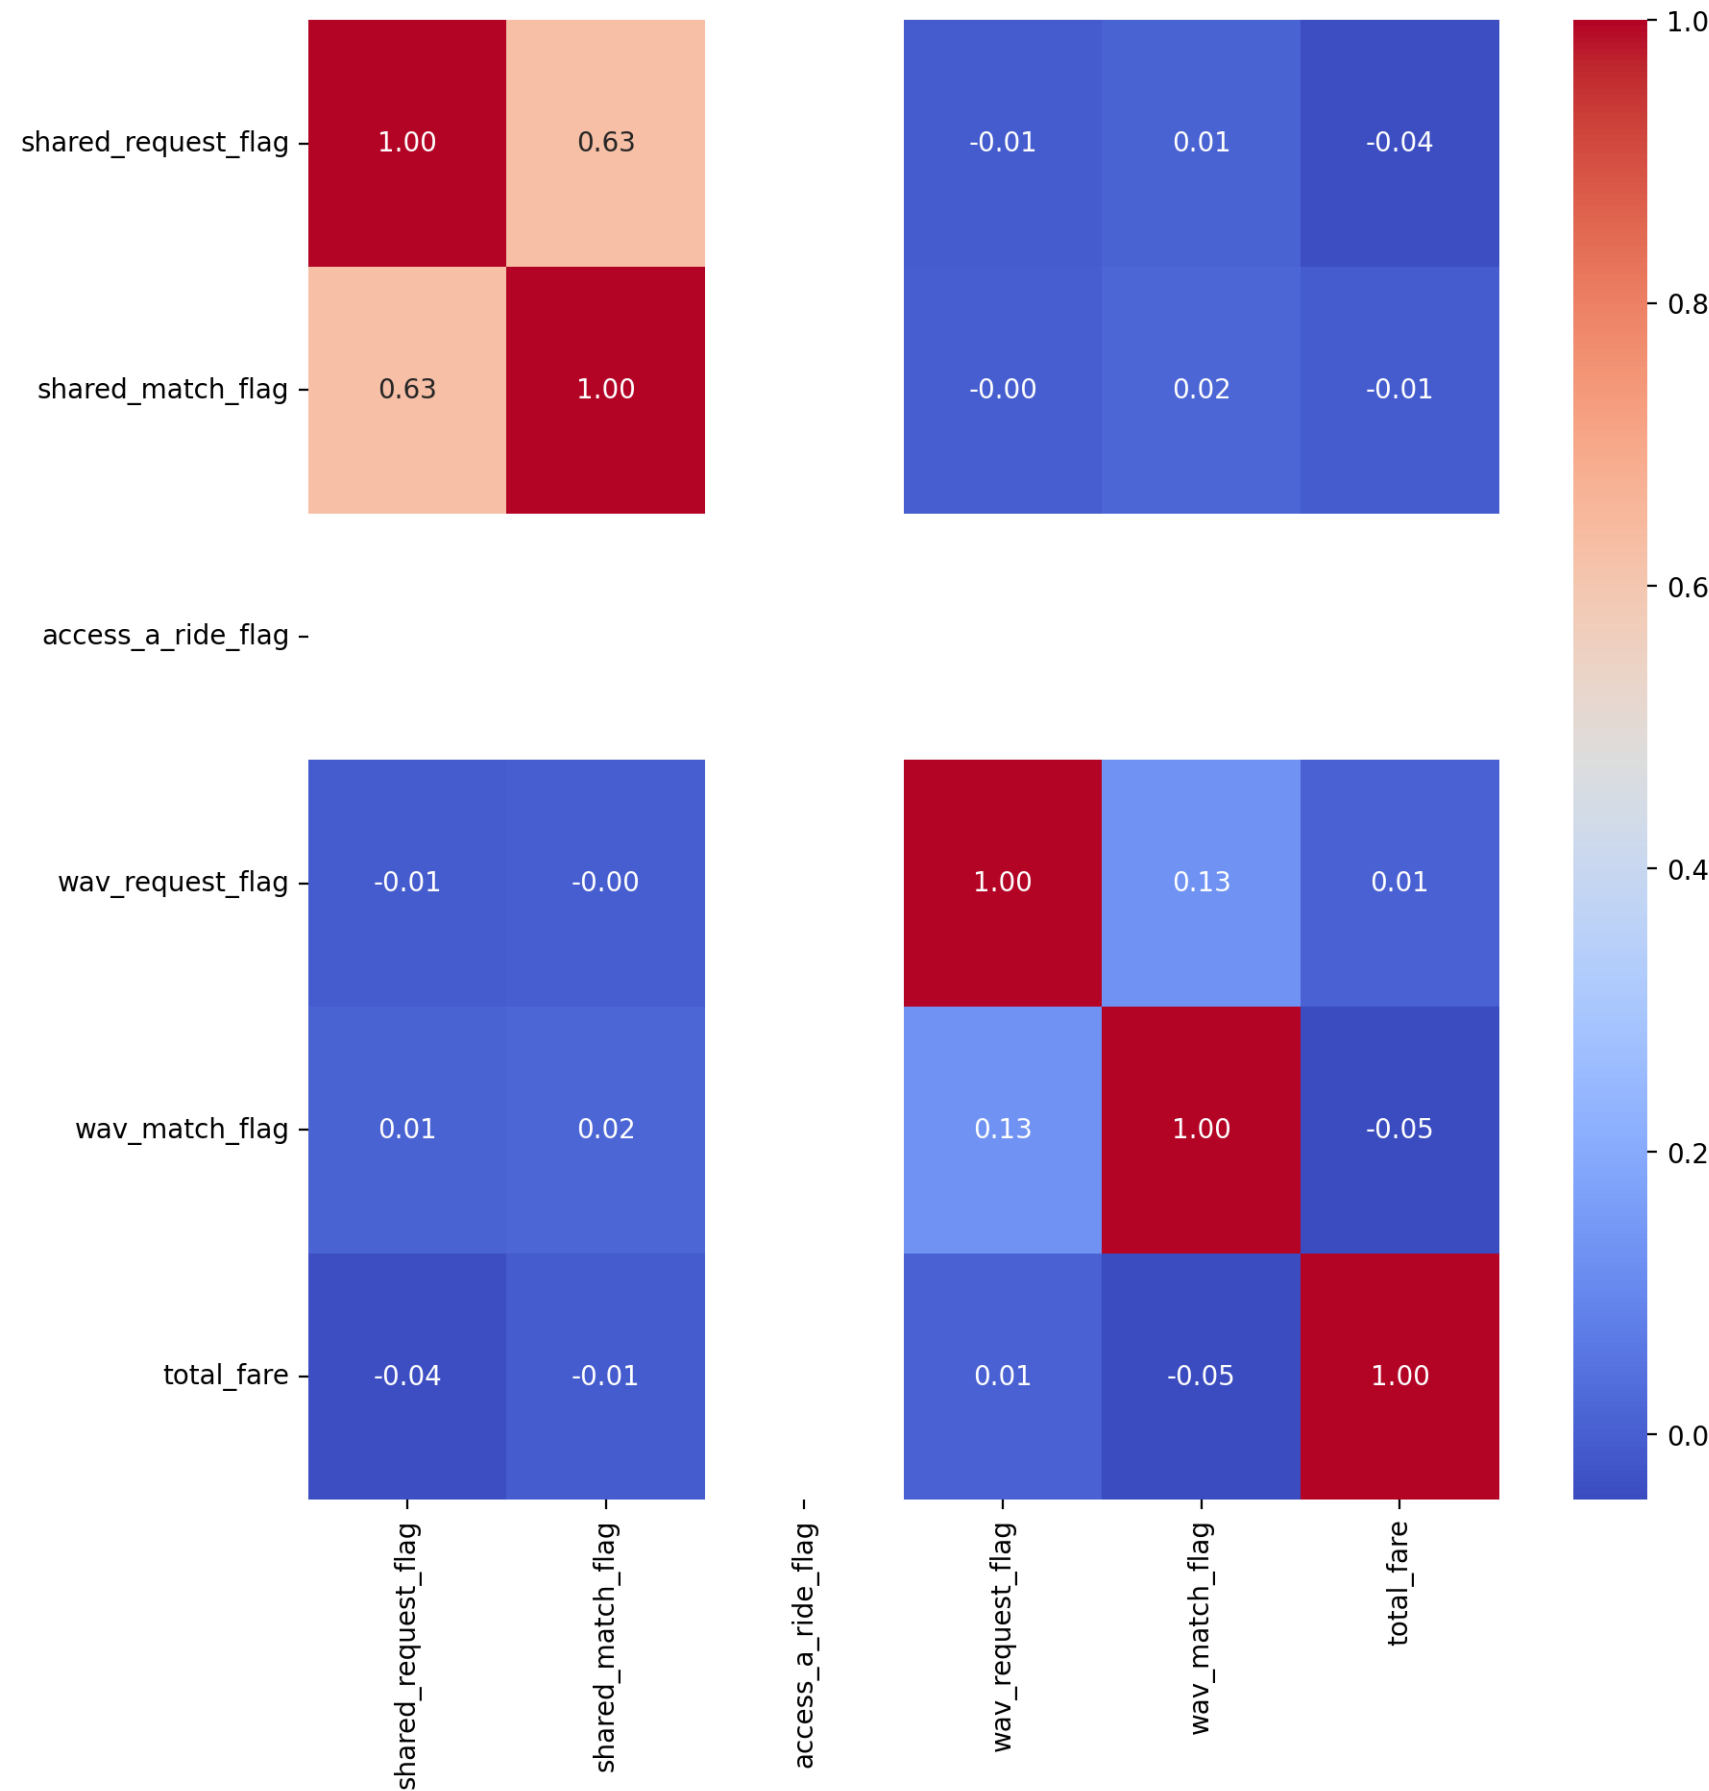 1.0
shared_request_flag 1.00 0.63 -0.01 0.01 -0.04
0.8
shared_match_flag 0.63 1.00 -0.00 0.02 -0.01
0.6
access_a_ride_flag
wav_request_flag -0.01 -0.00 1.00 0.13 0.01
0.4
wav_match_flag 0.01 0.02 0.13 1.00 -0.05
0.2
total_fare -0.04 -0.01 0.01 -0.05 1.00
0.0
shared_request_flag
shared_match_flag
access_a_ride_flag
wav_request_flag
wav_match_flag
total_fare